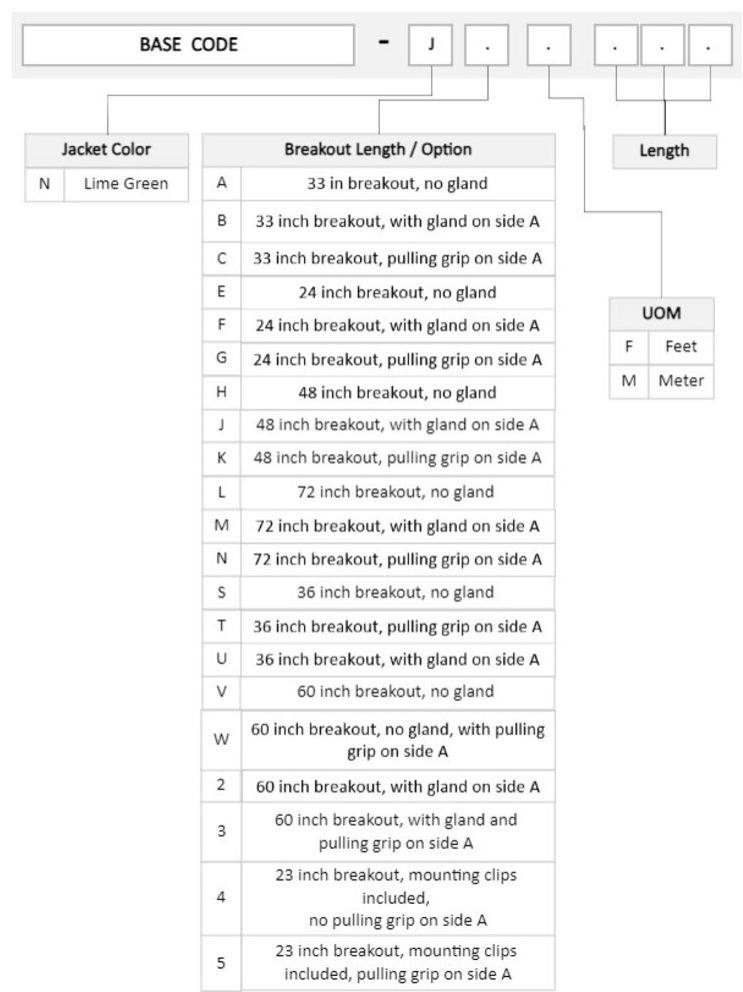 BASE CODE - J . . . . .
Jacket Color
N Lime Green
Breakout Length / Option
A 33 in breakout, no gland
B 33 inch breakout, with gland on side A
C 33 inch breakout, pulling grip on side A
E 24 inch breakout, no gland
F 24 inch breakout, with gland on side A
G 24 inch breakout, pulling grip on side A
H 48 inch breakout, no gland
J 48 inch breakout, with gland on side A
K 48 inch breakout, pulling grip on side A
L 72 inch breakout, no gland
M 72 inch breakout, with gland on side A
N 72 inch breakout, pulling grip on side A
S 36 inch breakout, no gland
T 36 inch breakout, pulling grip on side A
U 36 inch breakout, with gland on side A
V 60 inch breakout, no gland
W 60 inch breakout, no gland, with pulling
grip on side A
2 60 inch breakout, with gland on side A
3 60 inch breakout, with gland and
pulling grip on side A
4 23 inch breakout, mounting clips
included,
no pulling grip on side A
5 23 inch breakout, mounting clips
included, pulling grip on side A
Length
UOM
F Feet
M Meter